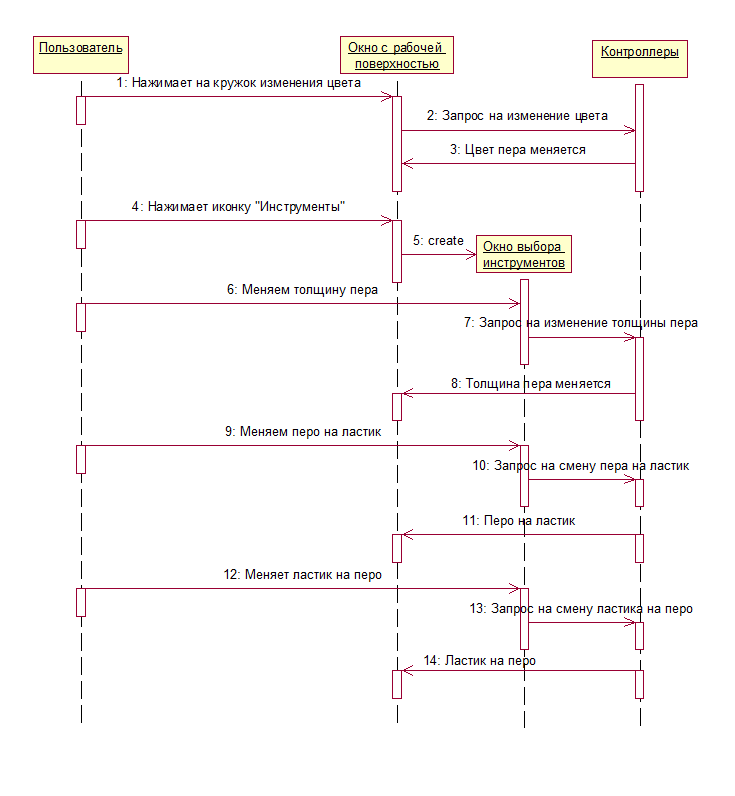 Пользователь
Окно с рабочей
поверхностью
Контроллеры
1: Нажимает на кружок изменения цвета
2: Запрос на изменение цвета
3: Цвет пера меняется
4: Нажимает иконку "Инструменты"
5: create
Окно выбора
инструментов
6: Меняем толщину пера
7: Запрос на изменение толщины пера
8: Толщина пера меняется
9: Меняем перо на ластик
10: Запрос на смену пера на ластик
11: Перо на ластик
12: Меняет ластик на перо
13: Запрос на смену ластика на перо
14: Ластик на перо